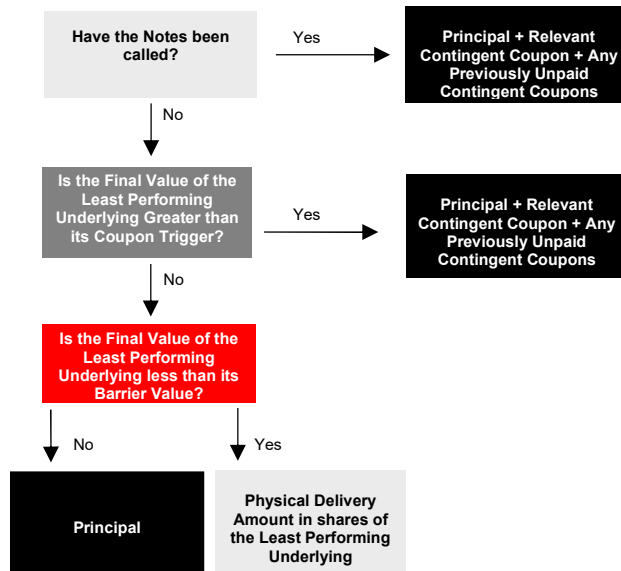 Have the Notes been
called?
Yes
Principal + Relevant
Contingent Coupon + Any
Previously Unpaid
Contingent Coupons
No
Is the Final Value of the
Least Performing
Underlying Greater than
its Coupon Trigger?
Yes
Principal + Relevant
Contingent Coupon + Any
Previously Unpaid
Contingent Coupons
No
Is the Final Value of the
Least Performing
Underlying less than its
Barrier Value?
No
Yes
Principal
Physical Delivery
Amount in shares of
the Least Performing
Underlying